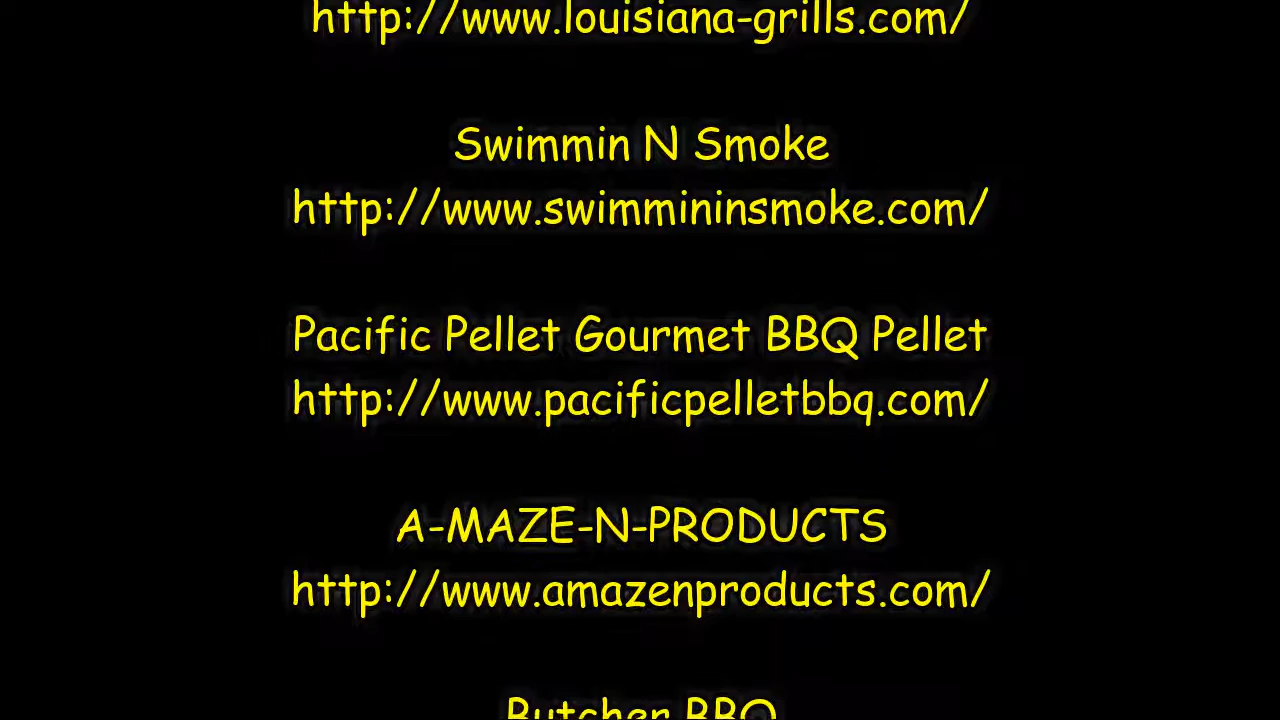 http://www.louisiana-grills.com/
Swimmin N Smoke
http://www.swimmininsmoke.com/
Pacific Pellet Gourmet BBQ Pellet
http://www.pacificpelletbbq.com/
A-MAZE-N-PRODUCTS
http://www.amazenproducts.com/
Butcher BBQ